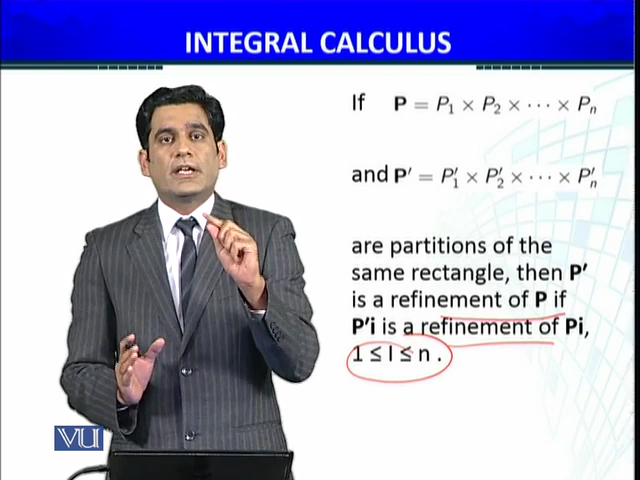 INTEGRAL CALCULUS
If P = P₁ × P₂ × ⋯ × Pₙ
and P′ = P′₁ × P′₂ × ⋯ × P′ₙ
are partitions of the
same rectangle, then P'
is a refinement of P if
P'i is a refinement of Pi,
1 ≤ I ≤ n .
VU